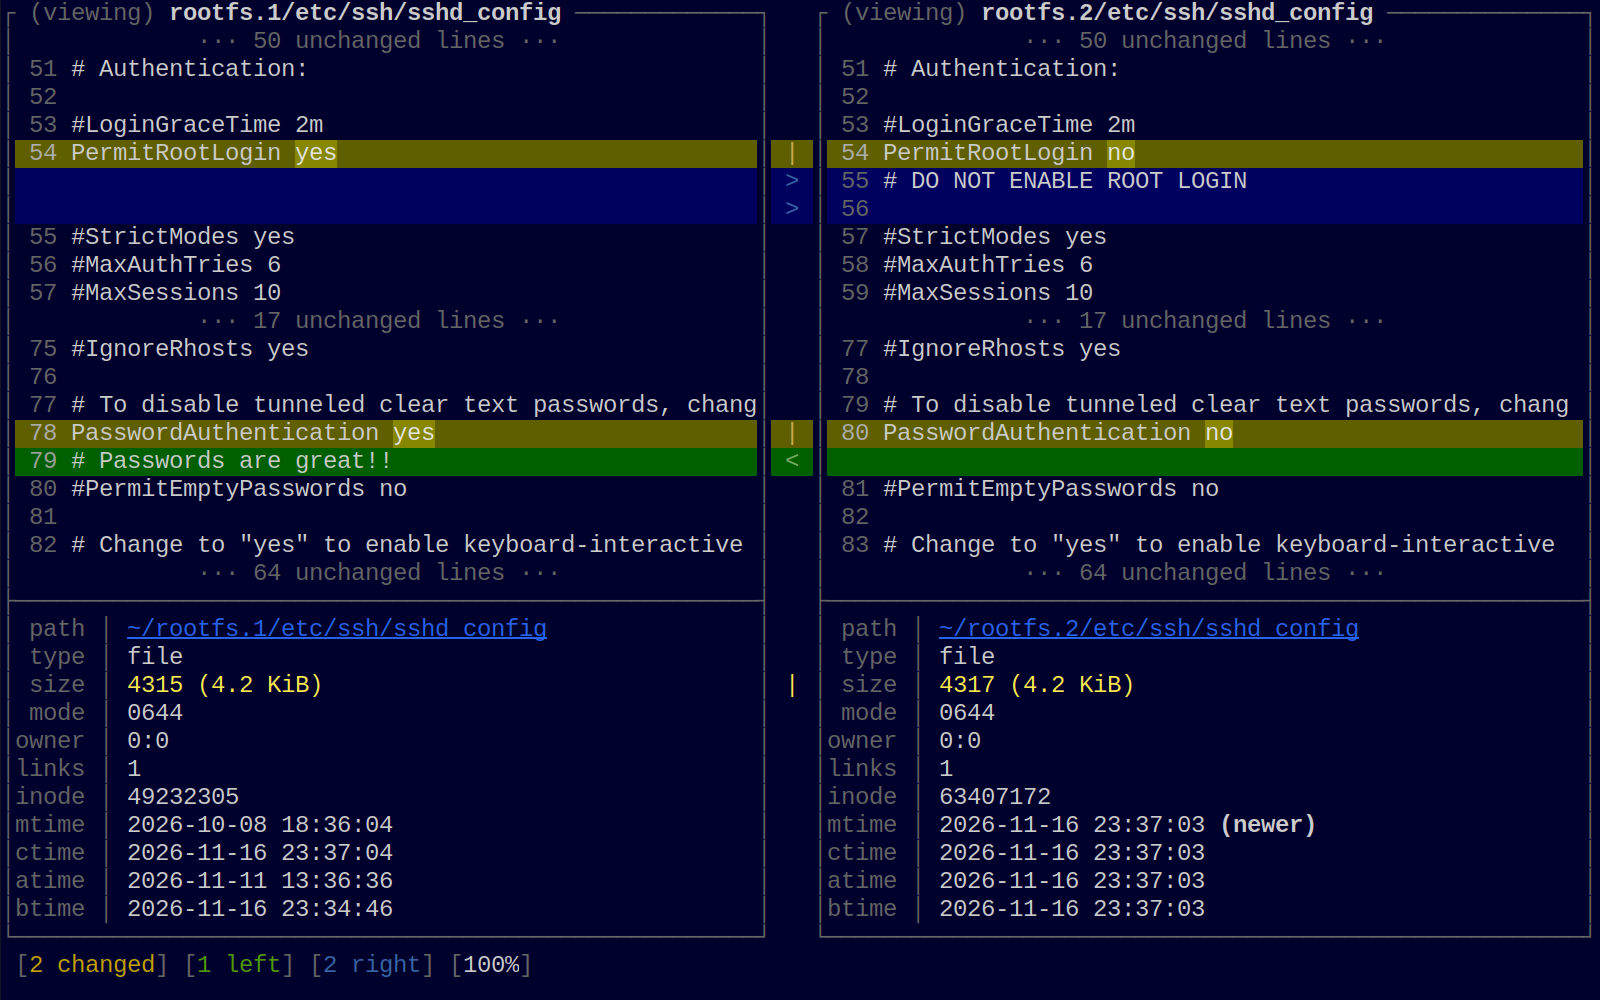 (viewing) rootfs.1/etc/ssh/sshd_config
··· 50 unchanged lines ···
51 # Authentication:
52
53 #LoginGraceTime 2m
54 PermitRootLogin yes
55 #StrictModes yes
56 #MaxAuthTries 6
57 #MaxSessions 10
··· 17 unchanged lines ···
75 #IgnoreRhosts yes
76
77 # To disable tunneled clear text passwords, chang
78 PasswordAuthentication yes
79 # Passwords are great!!
80 #PermitEmptyPasswords no
81
82 # Change to "yes" to enable keyboard-interactive
··· 64 unchanged lines ···
path │ ~/rootfs.1/etc/ssh/sshd_config
type │ file
size │ 4315 (4.2 KiB)
mode │ 0644
owner │ 0:0
links │ 1
inode │ 49232305
mtime │ 2026-10-08 18:36:04
ctime │ 2026-11-16 23:37:04
atime │ 2026-11-11 13:36:36
btime │ 2026-11-16 23:34:46
|
>
>
|
<
|
(viewing) rootfs.2/etc/ssh/sshd_config
··· 50 unchanged lines ···
51 # Authentication:
52
53 #LoginGraceTime 2m
54 PermitRootLogin no
55 # DO NOT ENABLE ROOT LOGIN
56
57 #StrictModes yes
58 #MaxAuthTries 6
59 #MaxSessions 10
··· 17 unchanged lines ···
77 #IgnoreRhosts yes
78
79 # To disable tunneled clear text passwords, chang
80 PasswordAuthentication no
81 #PermitEmptyPasswords no
82
83 # Change to "yes" to enable keyboard-interactive
··· 64 unchanged lines ···
path │ ~/rootfs.2/etc/ssh/sshd_config
type │ file
size │ 4317 (4.2 KiB)
mode │ 0644
owner │ 0:0
links │ 1
inode │ 63407172
mtime │ 2026-11-16 23:37:03 (newer)
ctime │ 2026-11-16 23:37:03
atime │ 2026-11-16 23:37:03
btime │ 2026-11-16 23:37:03
[2 changed] [1 left] [2 right] [100%]